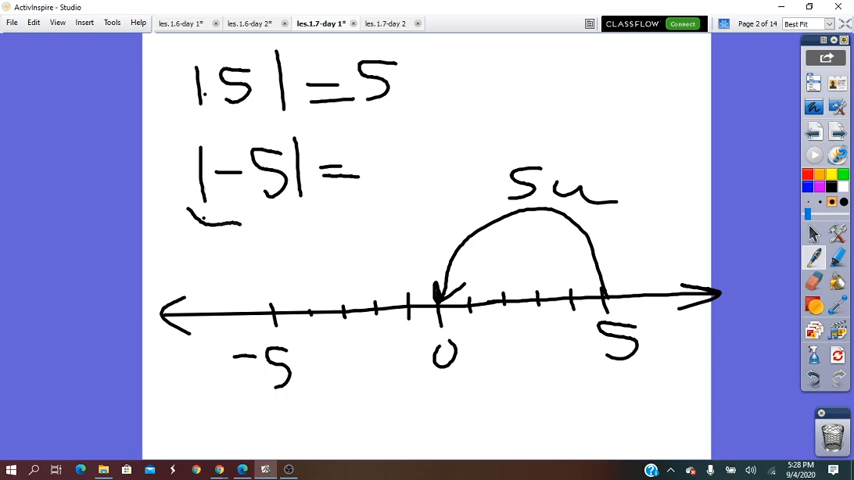 ActivInspire - Studio
File Edit View Insert Tools Help
les.1.6-day 1* les.1.6-day 2* les.1.7-day 1* les.1.7-day 2
CLASSFLOW Connect
Page 2 of 14
Best Fit
|5| = 5
|-5| =
5u
-5 0 5
5:28 PM
9/4/2020